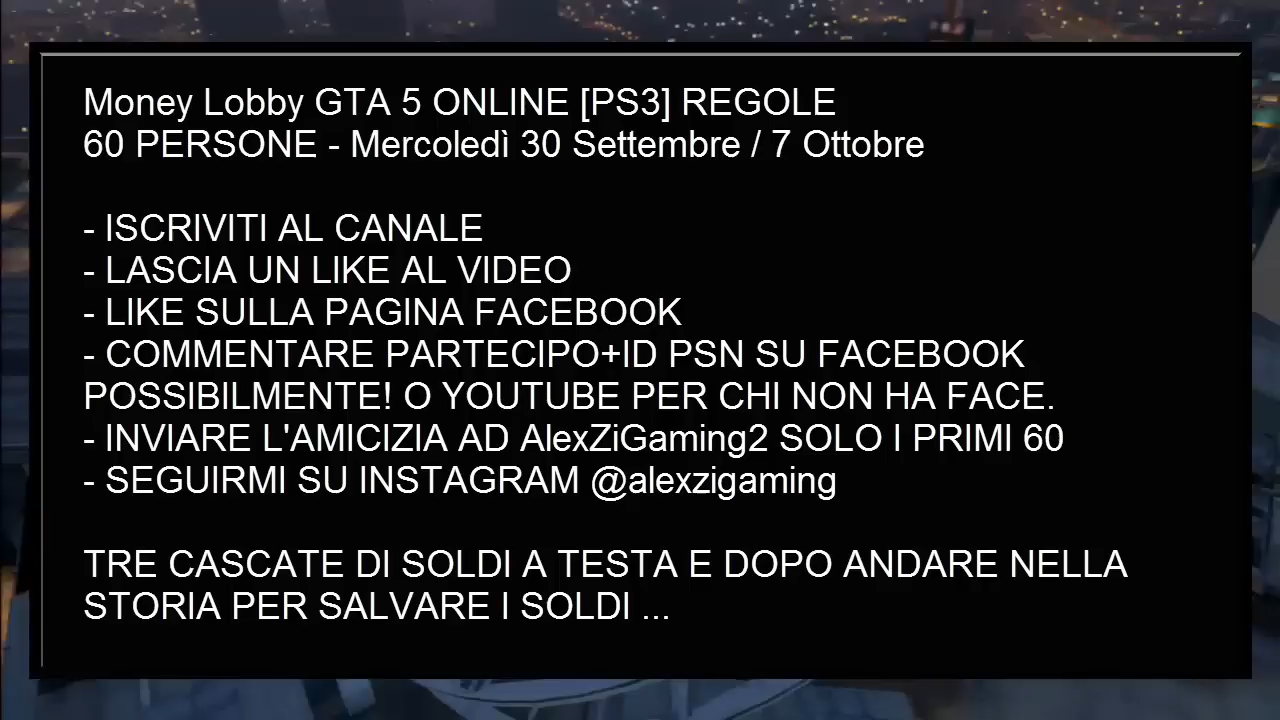 Money Lobby GTA 5 ONLINE [PS3] REGOLE
60 PERSONE - Mercoledì 30 Settembre / 7 Ottobre
- ISCRIVITI AL CANALE
- LASCIA UN LIKE AL VIDEO
- LIKE SULLA PAGINA FACEBOOK
- COMMENTARE PARTECIPO+ID PSN SU FACEBOOK
POSSIBILMENTE! O YOUTUBE PER CHI NON HA FACE.
- INVIARE L'AMICIZIA AD AlexZiGaming2 SOLO I PRIMI 60
- SEGUIRMI SU INSTAGRAM @alexzigaming
TRE CASCATE DI SOLDI A TESTA E DOPO ANDARE NELLA
STORIA PER SALVARE I SOLDI ...